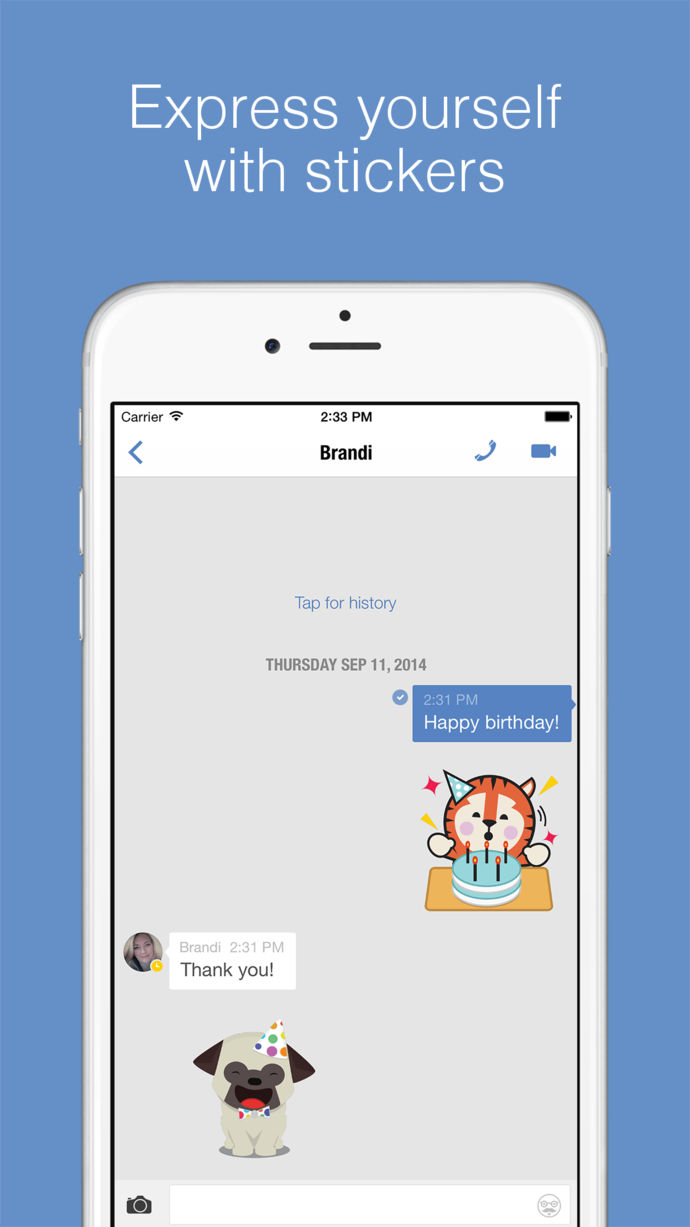 Express yourself
with stickers
Carrier 2:33 PM
Brandi
Tap for history
THURSDAY SEP 11, 2014
2:31 PM
Happy birthday!
Brandi 2:31 PM
Thank you!